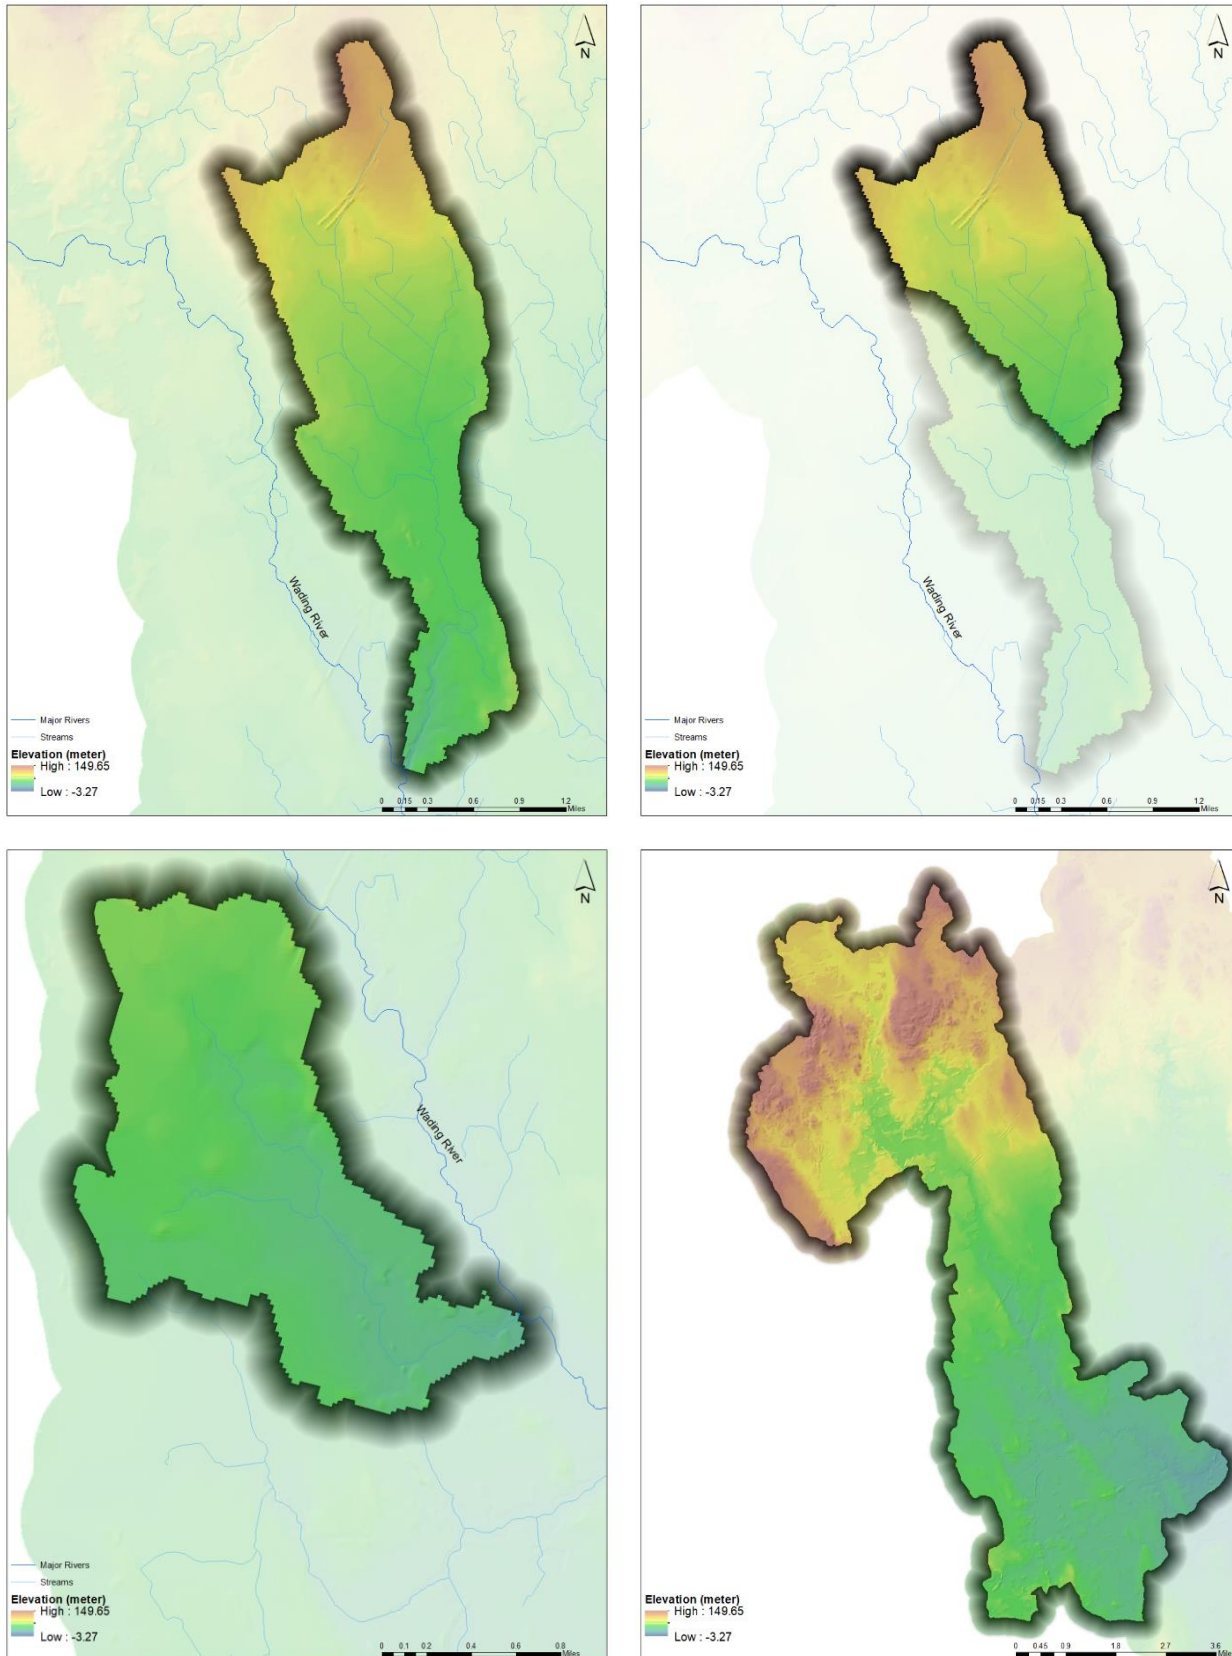 N
Wading River
Major Rivers
Streams
Elevation (meter)
High : 149.65
Low : -3.27
0 0.15 0.3 0.6 0.9 1.2
Miles
N
Wading River
Major Rivers
Streams
Elevation (meter)
High : 149.65
Low : -3.27
0 0.15 0.3 0.6 0.9 1.2
Miles
N
Wading River
Major Rivers
Streams
Elevation (meter)
High : 149.65
Low : -3.27
0 0.1 0.2 0.4 0.6 0.8
Miles
N
Elevation (meter)
High : 149.65
Low : -3.27
0 0.45 0.9 1.8 2.7 3.6